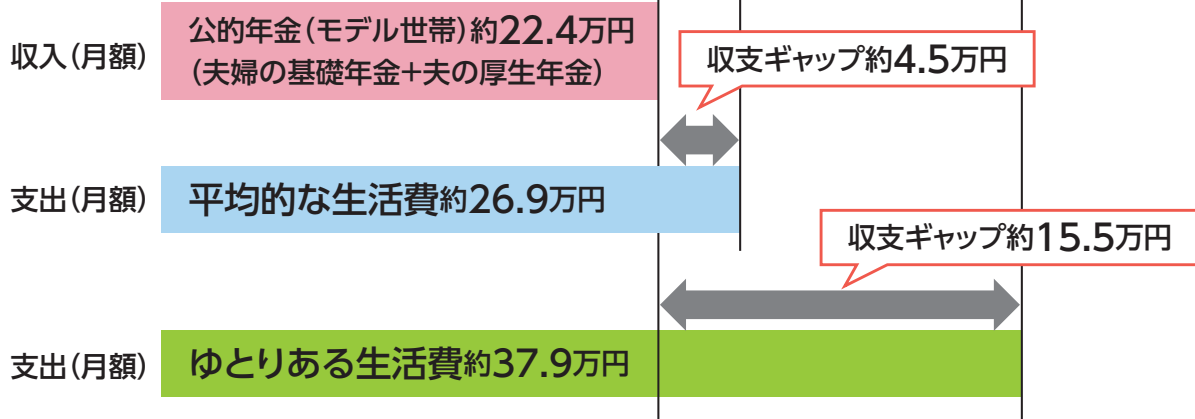 収入（月額）
公的年金（モデル世帯）約22.4万円
（夫婦の基礎年金+夫の厚生年金）
収支ギャップ約4.5万円
支出（月額）
平均的な生活費約26.9万円
収支ギャップ約15.5万円
支出（月額）
ゆとりある生活費約37.9万円